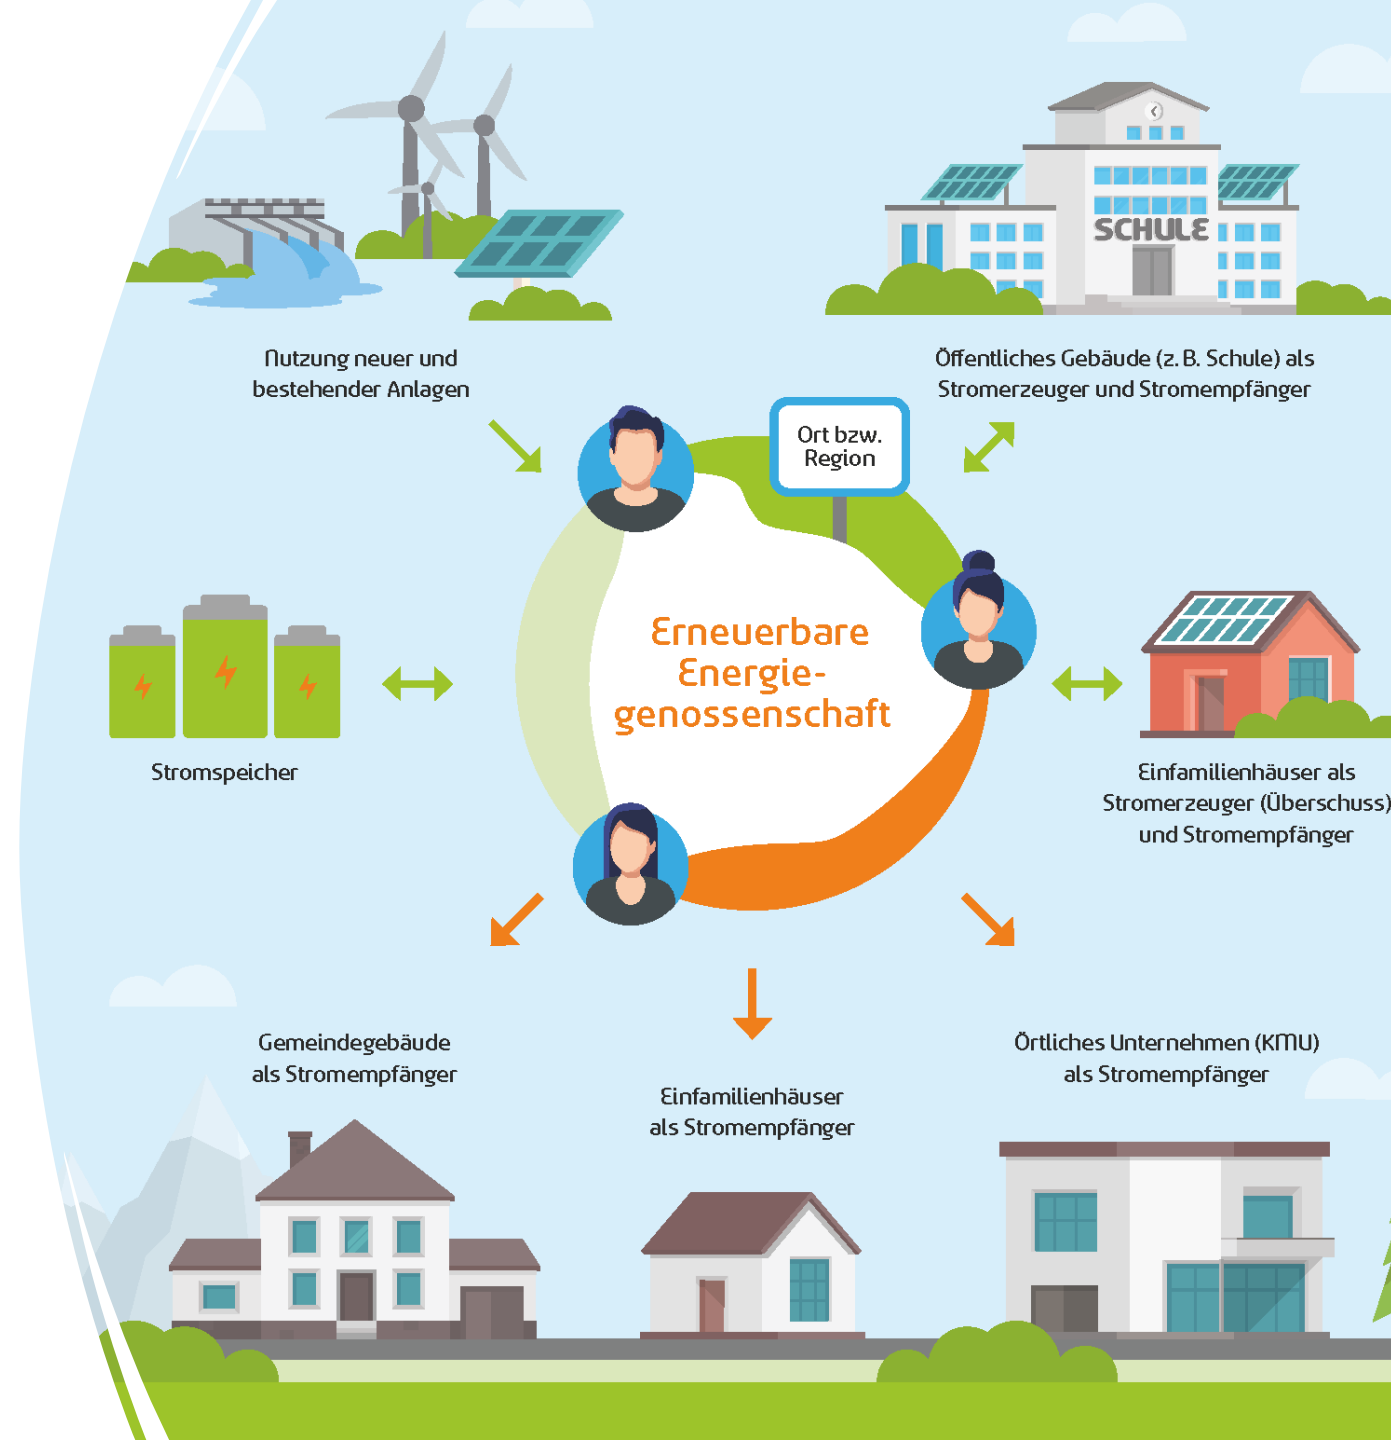 SCHULE
Nutzung neuer und
bestehender Anlagen
Öffentliches Gebäude (z. B. Schule) als
Stromerzeuger und Stromempfänger
Ort bzw.
Region
Erneuerbare
Energie-
genossenschaft
Stromspeicher
Einfamilienhäuser als
Stromerzeuger (Überschuss)
und Stromempfänger
Gemeindegebäude
als Stromempfänger
Einfamilienhäuser
als Stromempfänger
Örtliches Unternehmen (KMU)
als Stromempfänger